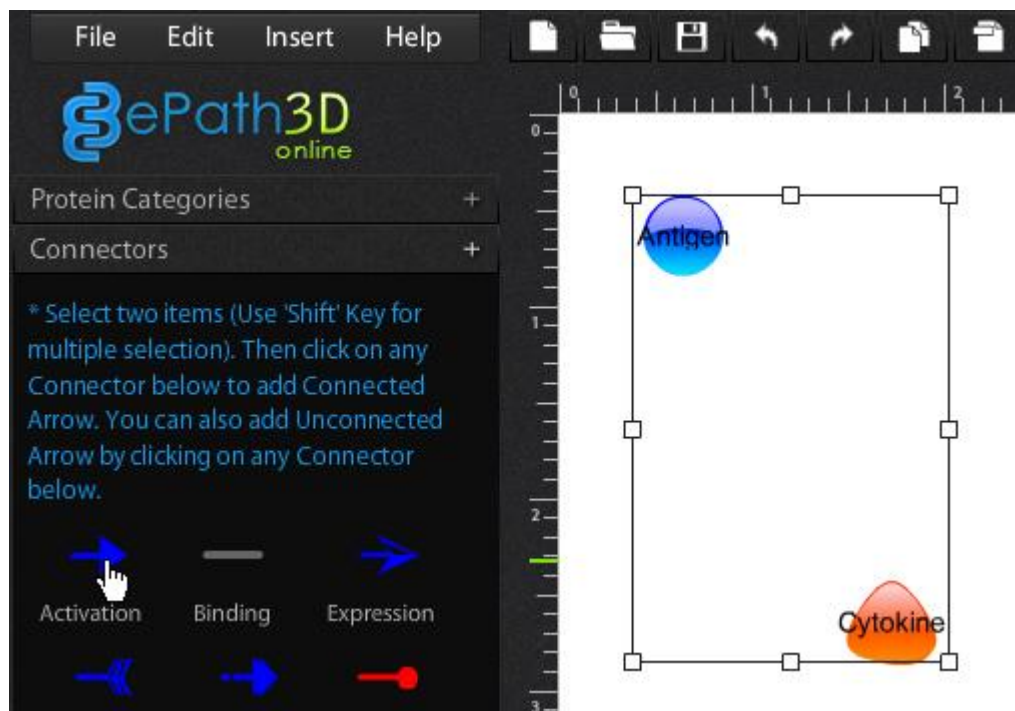 File Edit Insert Help
ePath3D
online
Protein Categories +
Connectors +
* Select two items (Use 'Shift' Key for
multiple selection). Then click on any
Connector below to add Connected
Arrow. You can also add Unconnected
Arrow by clicking on any Connector
below.
Activation Binding Expression
0 1 2
0
1
2
3
Antigen
Cytokine